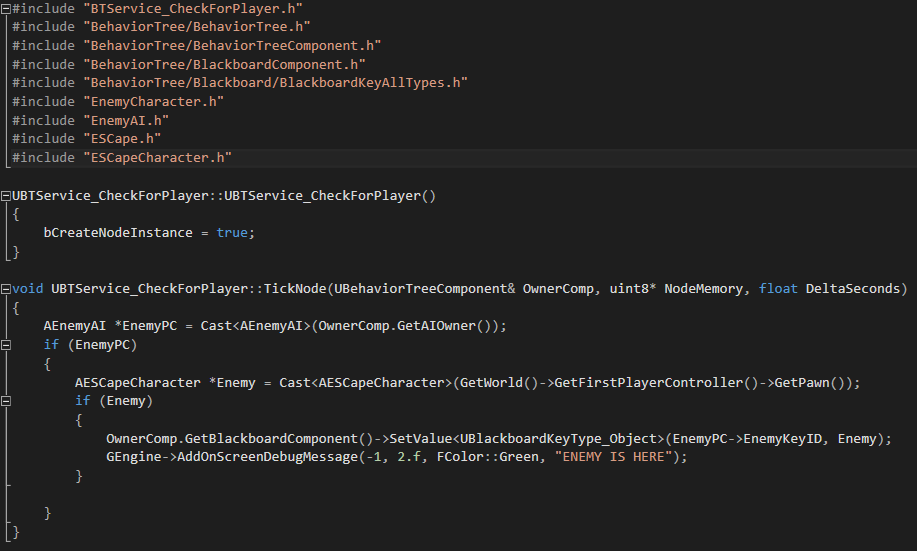 #include "BTService_CheckForPlayer.h"
#include "BehaviorTree/BehaviorTree.h"
#include "BehaviorTree/BehaviorTreeComponent.h"
#include "BehaviorTree/BlackboardComponent.h"
#include "BehaviorTree/Blackboard/BlackboardKeyAllTypes.h"
#include "EnemyCharacter.h"
#include "EnemyAI.h"
#include "ESCape.h"
#include "ESCapeCharacter.h"

UBTService_CheckForPlayer::UBTService_CheckForPlayer()
{
    bCreateNodeInstance = true;
}

void UBTService_CheckForPlayer::TickNode(UBehaviorTreeComponent& OwnerComp, uint8* NodeMemory, float DeltaSeconds)
{
    AEnemyAI *EnemyPC = Cast<AEnemyAI>(OwnerComp.GetAIOwner());
    if (EnemyPC)
    {
        AESCapeCharacter *Enemy = Cast<AESCapeCharacter>(GetWorld()->GetFirstPlayerController()->GetPawn());
        if (Enemy)
        {
            OwnerComp.GetBlackboardComponent()->SetValue<UBlackboardKeyType_Object>(EnemyPC->EnemyKeyID, Enemy);
            GEngine->AddOnScreenDebugMessage(-1, 2.f, FColor::Green, "ENEMY IS HERE");
        }

    }
}